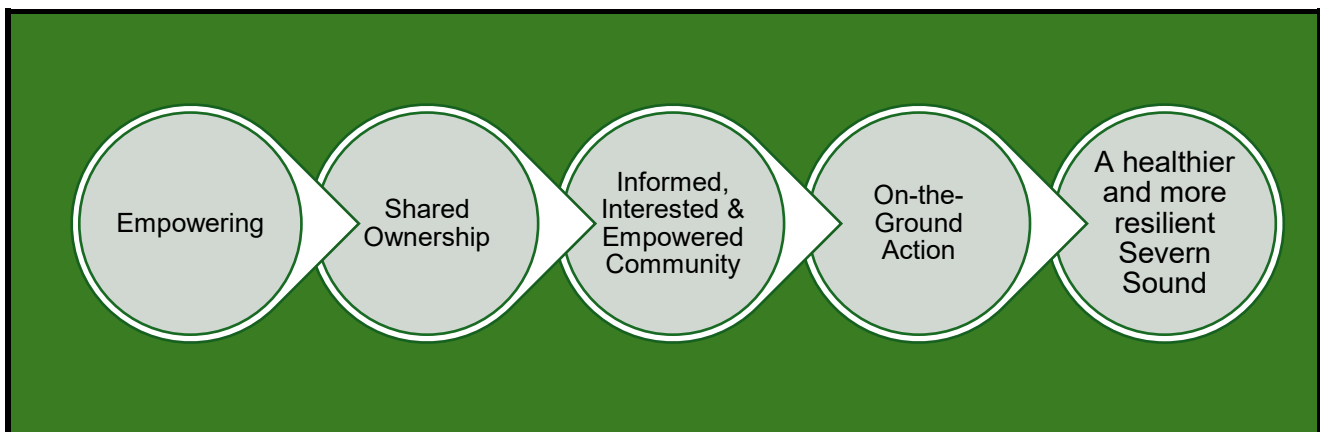 Empowering
Shared
Ownership
Informed,
Interested &
Empowered
Community
On-the-
Ground
Action
A healthier
and more
resilient
Severn
Sound